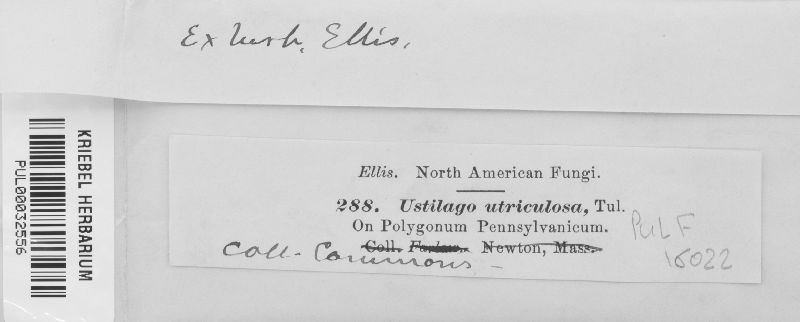 Ex herb. Ellis.
KRIEBEL HERBARIUM
PUL00032556
Ellis. North American Fungi.
288. Ustilago utriculosa, Tul.
On Polygonum Pennsylvanicum.
Coll. Newton, Mass.
Coll. Commons
PUL F
16022